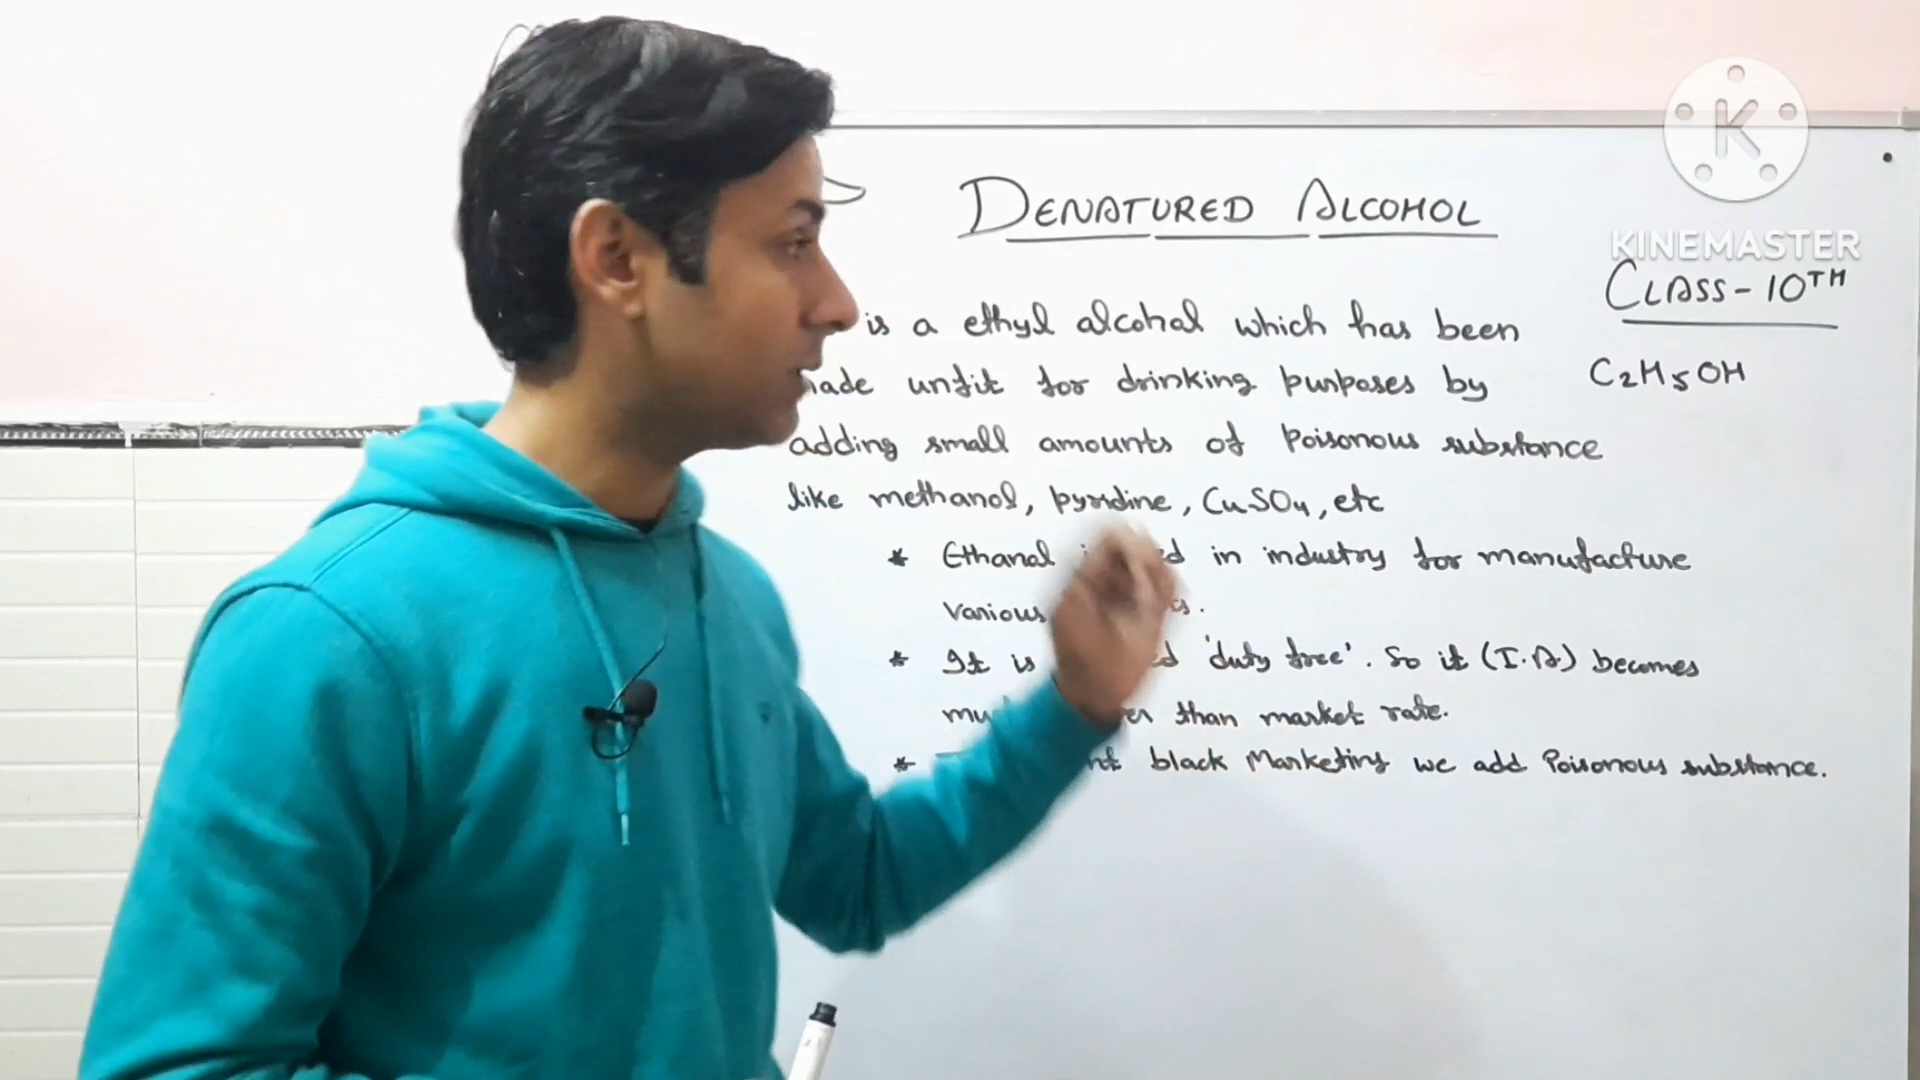 DENATURED ALCOHOL
KINEMASTER
CLASS-10TH
is a ethyl alcohal which has been
made unfit for drinking purposes by
C2H5OH
adding small amounts of poisonous substance
like methanol, pyridine, CuSO4, etc
* Ethanol in industry for manufacture
various
* It is 'duty free'. So it (I.A) becomes
than market rate.
* black Marketing we add Poisonous substance.